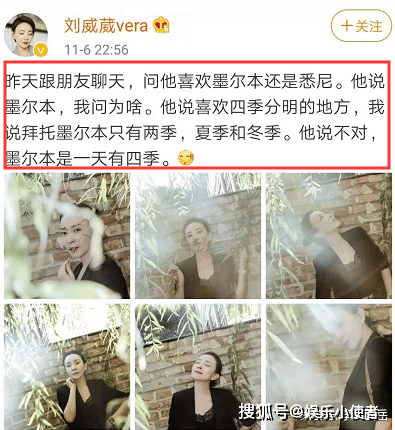 刘威葳vera
11-6 22:56
+关注
昨天跟朋友聊天，问他喜欢墨尔本还是悉尼。他说
墨尔本，我问为啥。他说喜欢四季分明的地方，我
说拜托墨尔本只有两季，夏季和冬季。他说不对，
墨尔本是一天有四季。
搜狐号@娱乐小使者